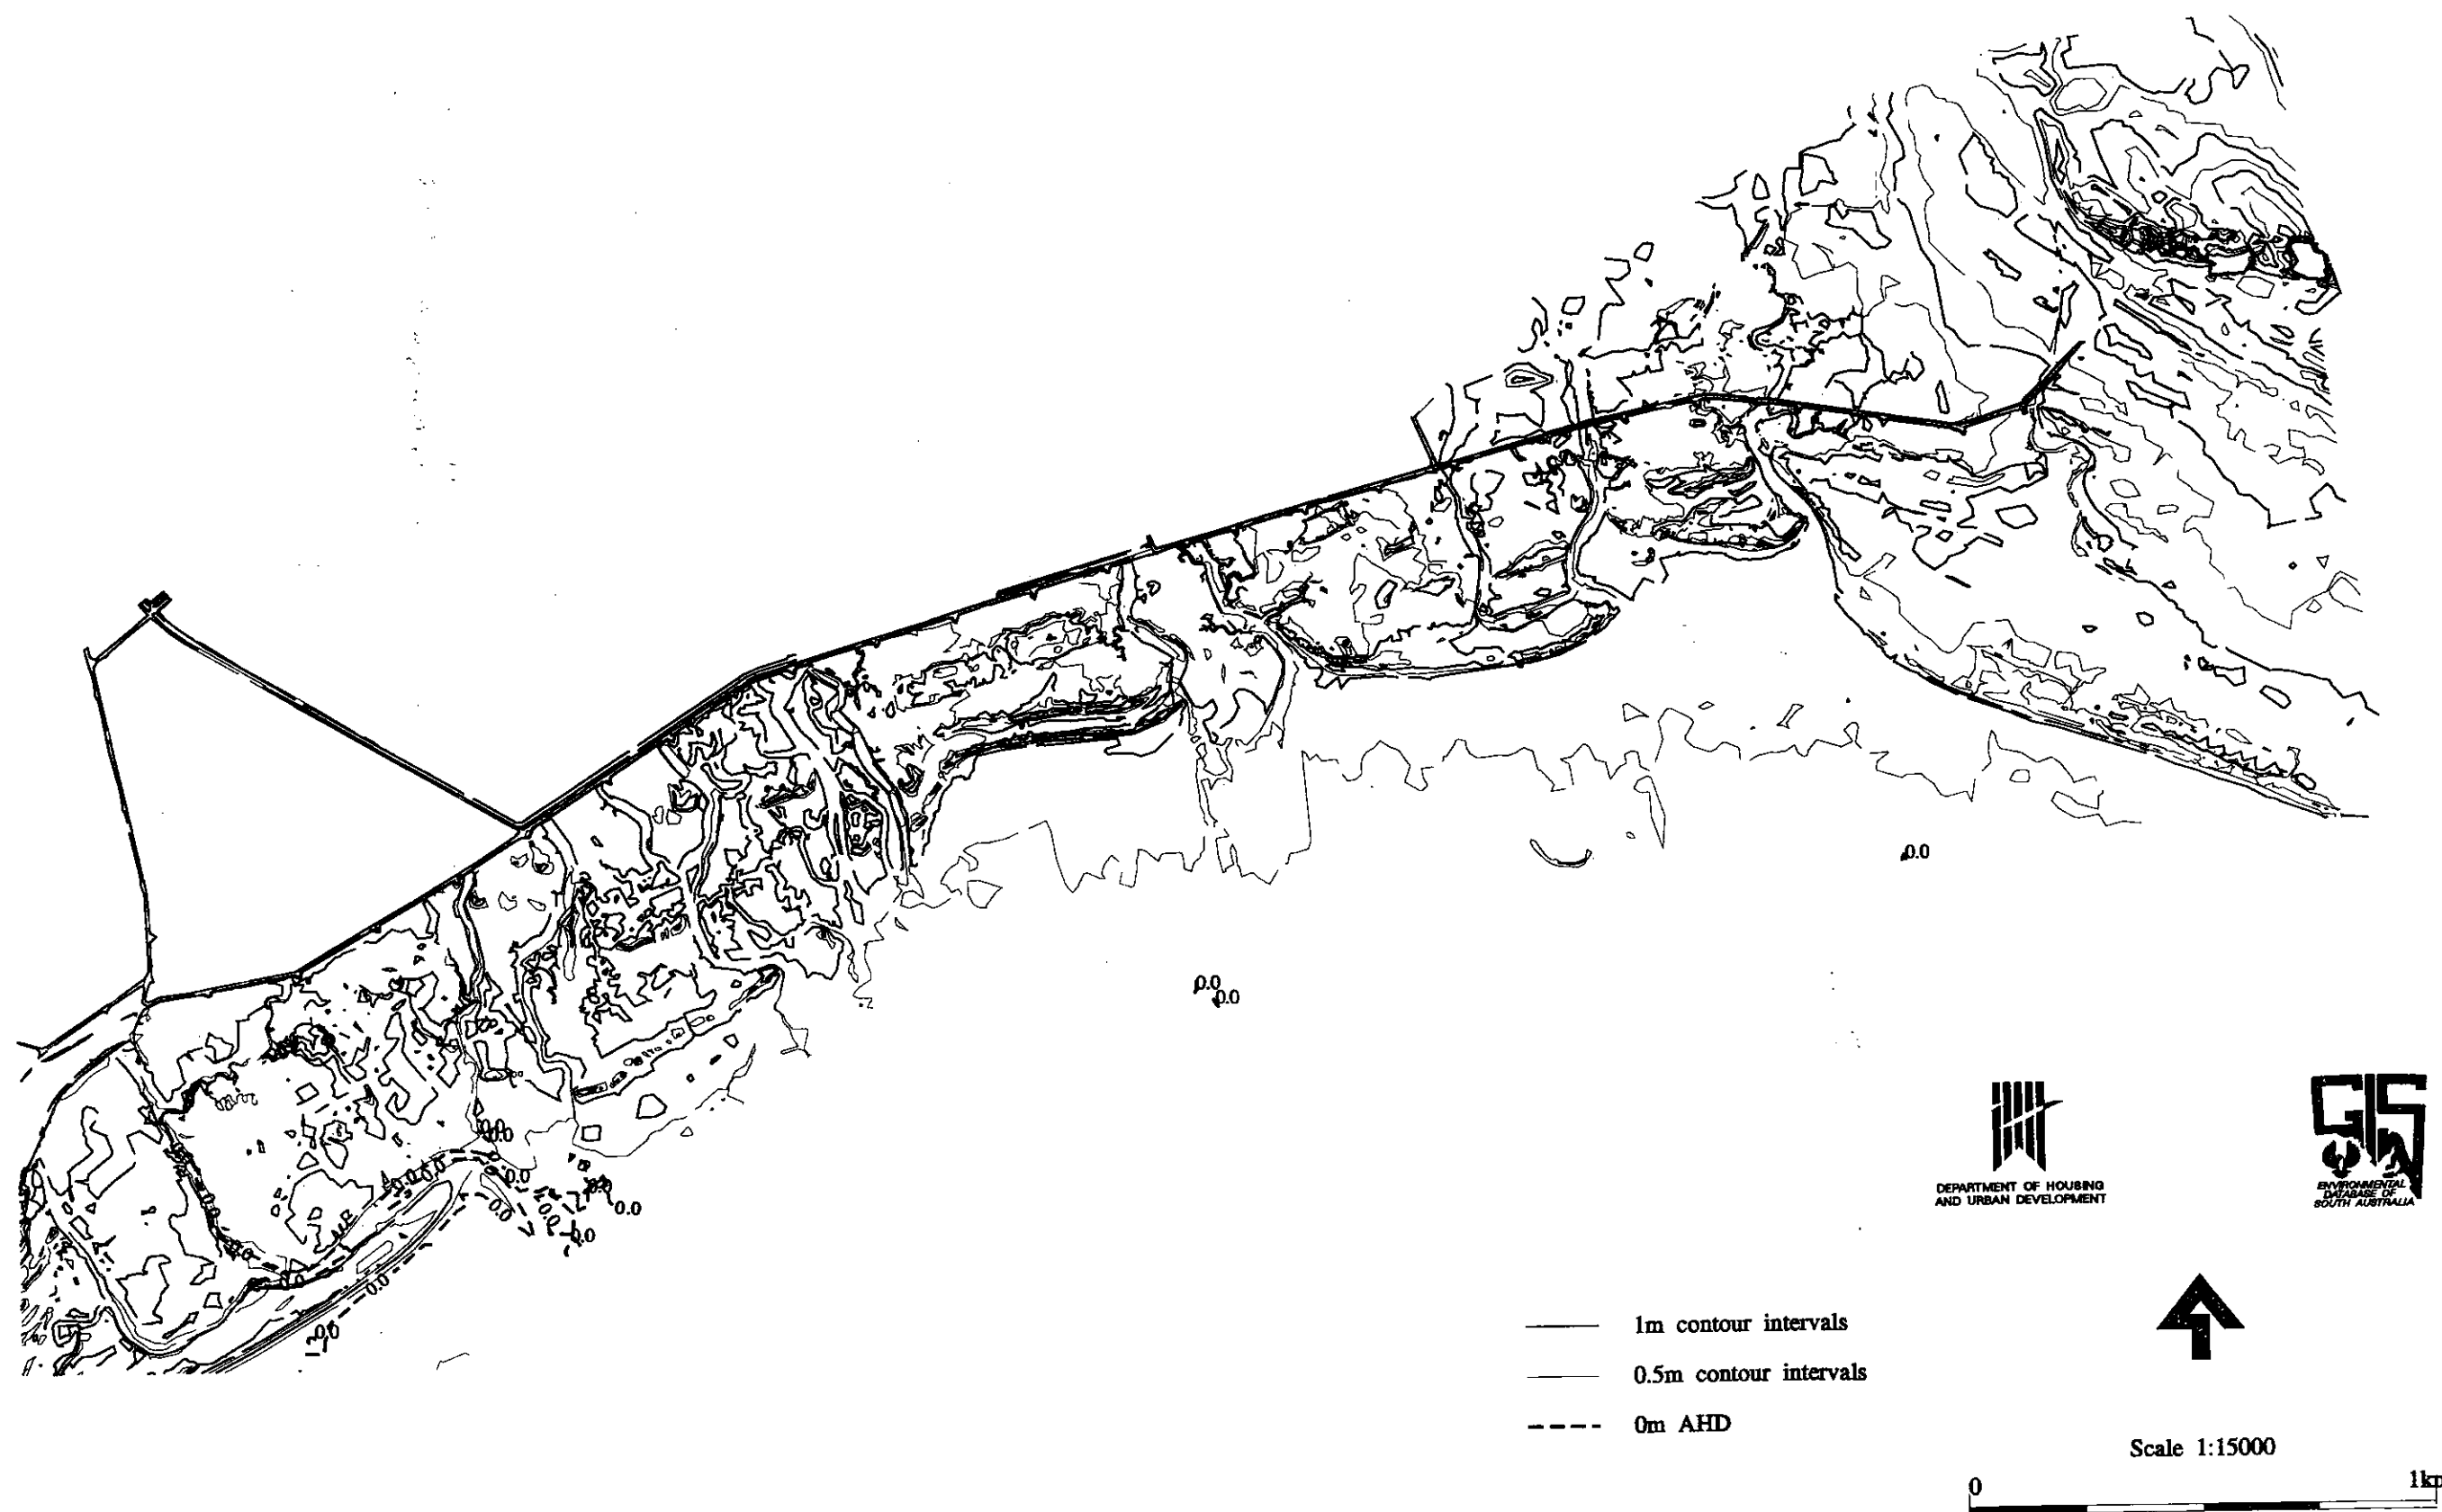 0.0
0.0
0.0
0.0
0.0
0.0
0.0
0.0
0.0
0.0
0.0
DEPARTMENT OF HOUSING
AND URBAN DEVELOPMENT
GIS
ENVIRONMENTAL
DATABASE OF
SOUTH AUSTRALIA
1m contour intervals
0.5m contour intervals
0m AHD
Scale 1:15000
0